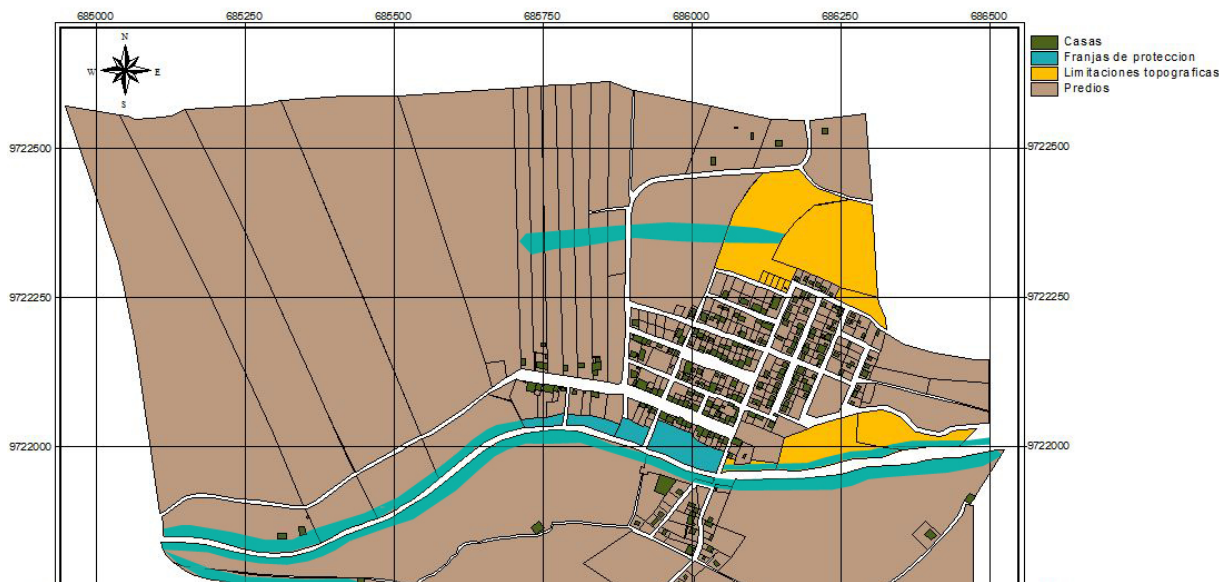 685000 685250 685500 685750 686000 686250 686500
N
W E
S
Casas
Franjas de proteccion
Limitaciones topograficas
Predios
9722500 9722500
9722250 9722250
9722000 9722000